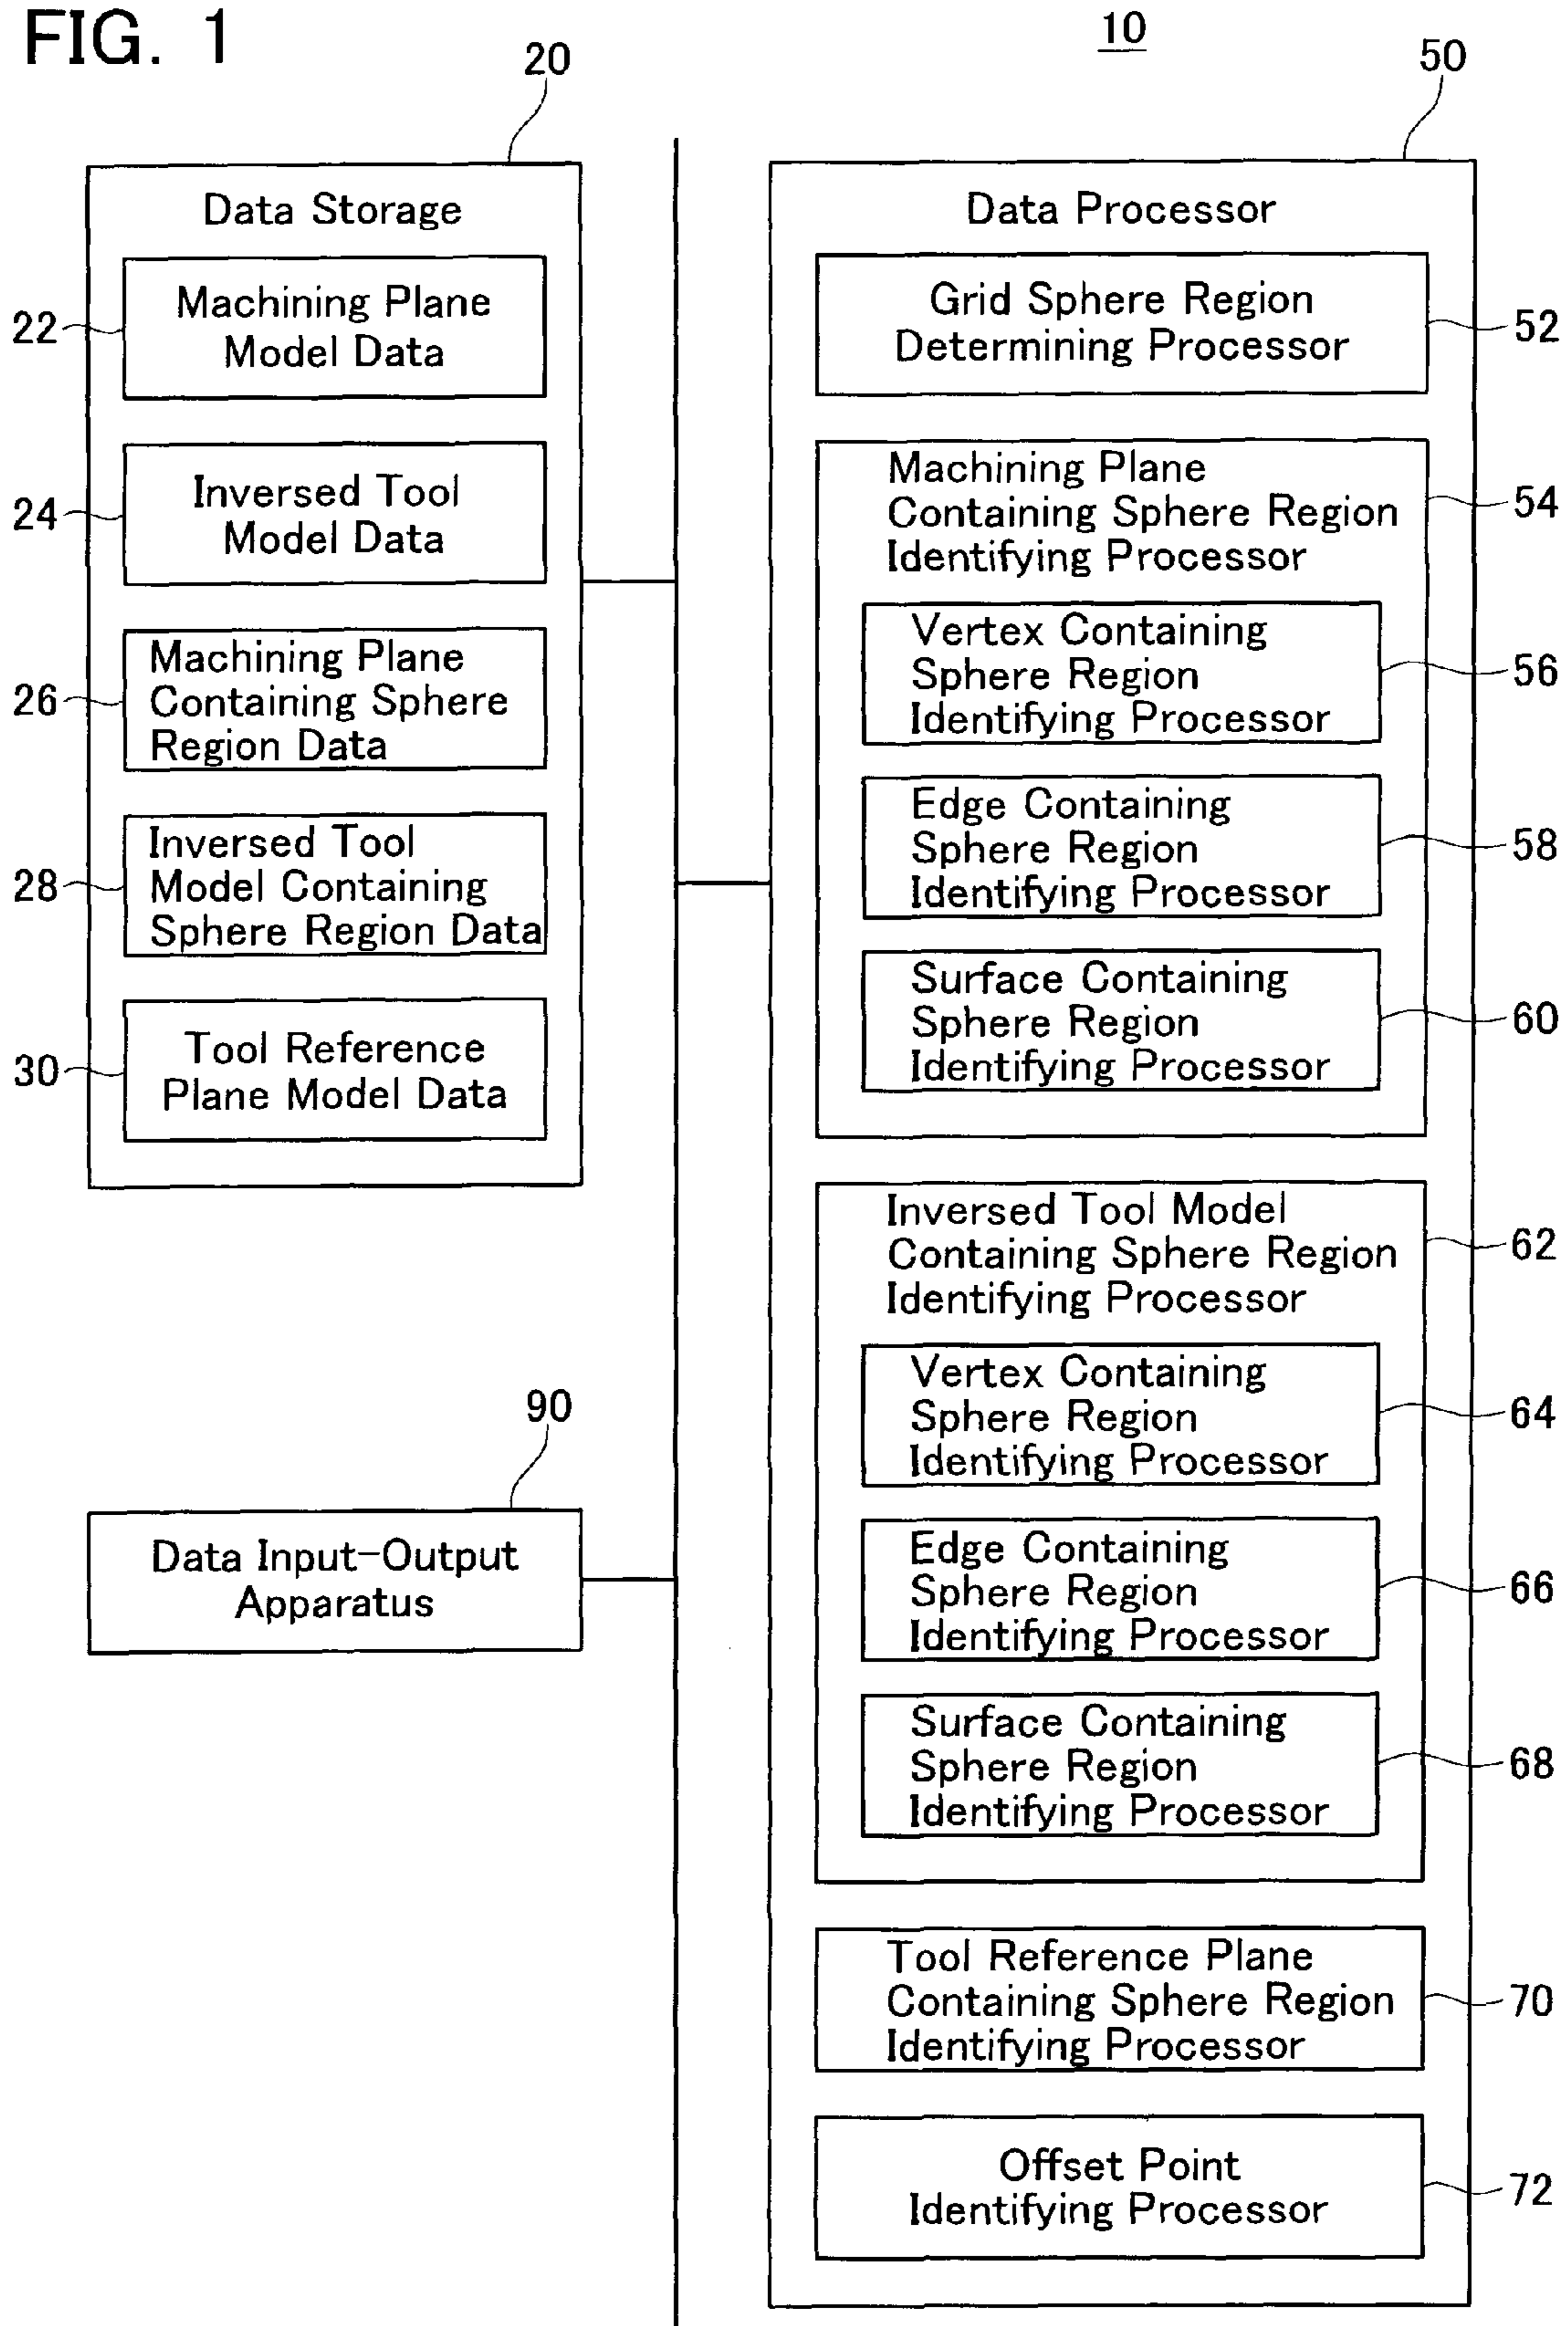 FIG. 1
10
20
50
Data Storage
22
Machining Plane
Model Data
24
Inversed Tool
Model Data
26
Machining Plane
Containing Sphere
Region Data
28
Inversed Tool
Model Containing
Sphere Region Data
30
Tool Reference
Plane Model Data
90
Data Input-Output
Apparatus
Data Processor
Grid Sphere Region
Determining Processor
52
Machining Plane
Containing Sphere Region
Identifying Processor
54
Vertex Containing
Sphere Region
Identifying Processor
56
Edge Containing
Sphere Region
Identifying Processor
58
Surface Containing
Sphere Region
Identifying Processor
60
Inversed Tool Model
Containing Sphere Region
Identifying Processor
62
Vertex Containing
Sphere Region
Identifying Processor
64
Edge Containing
Sphere Region
Identifying Processor
66
Surface Containing
Sphere Region
Identifying Processor
68
Tool Reference Plane
Containing Sphere Region
Identifying Processor
70
Offset Point
Identifying Processor
72